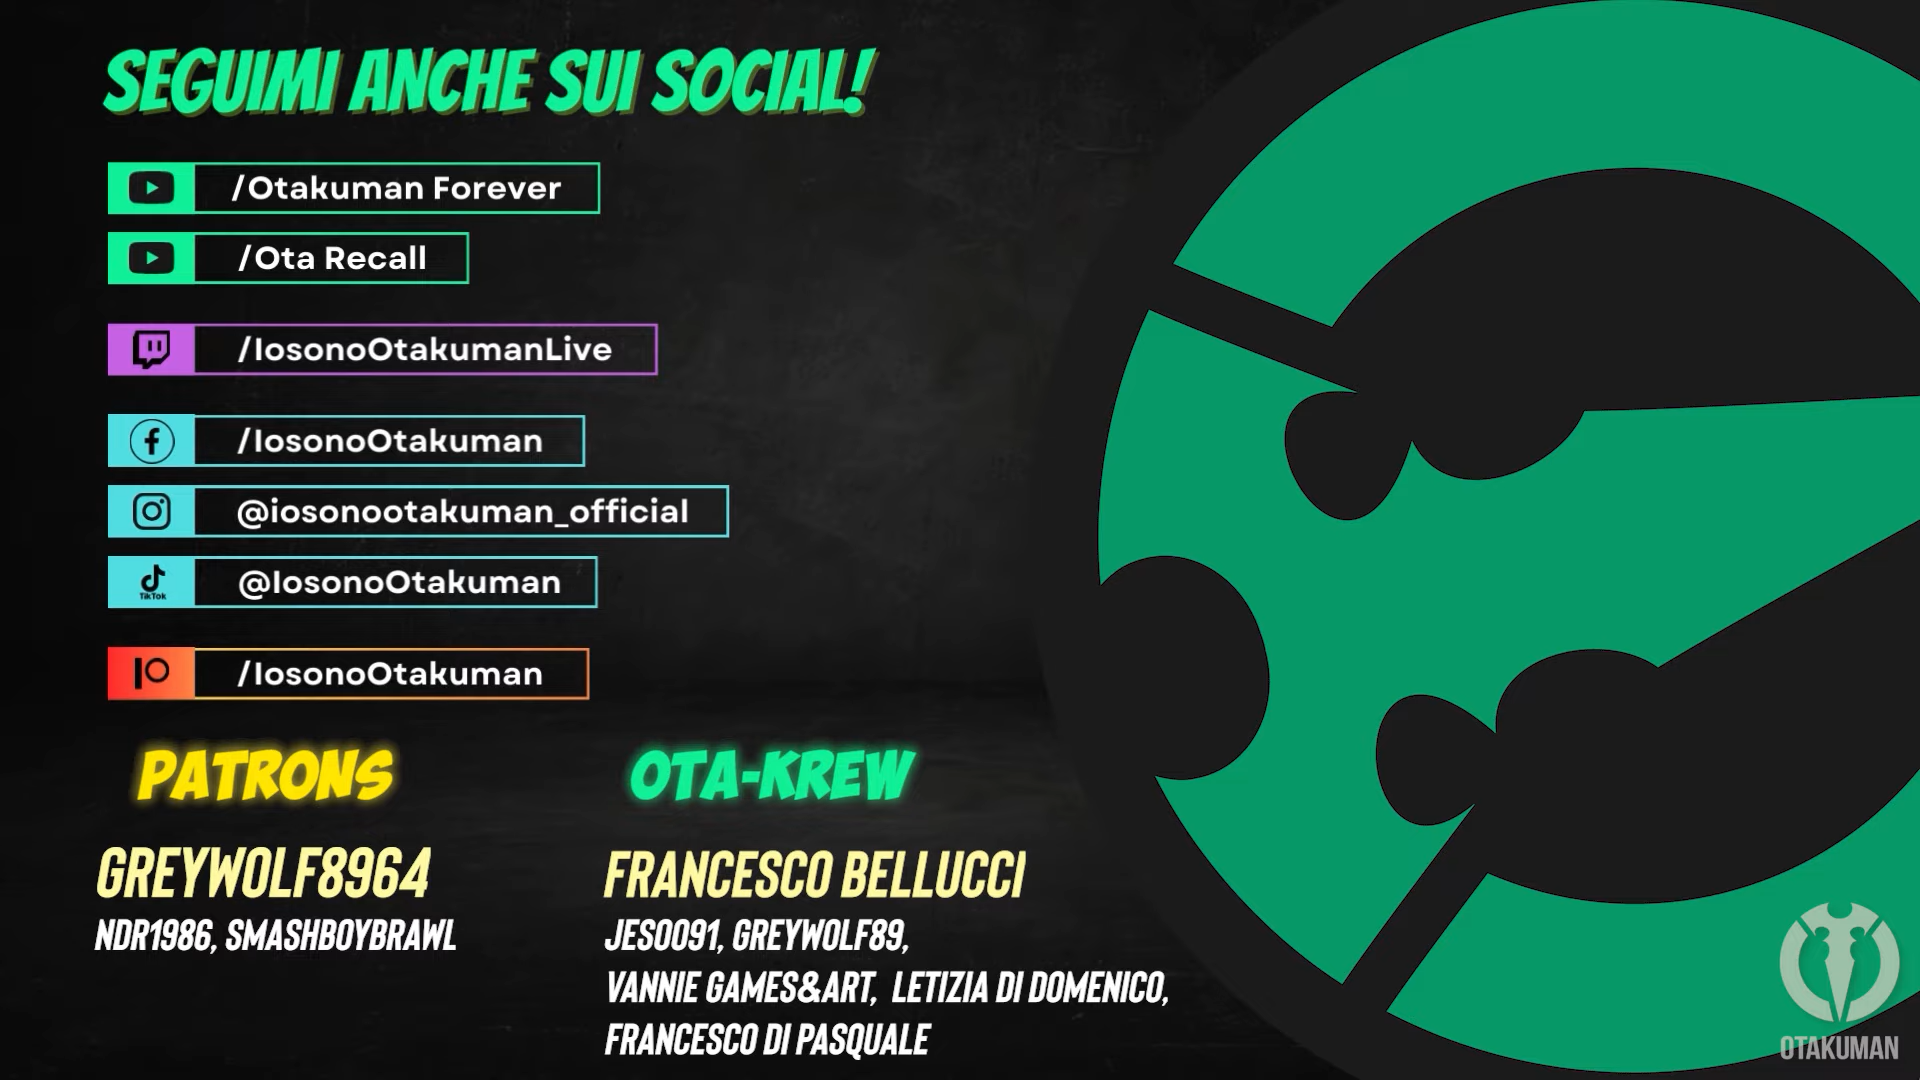 SEGUIMI ANCHE SUI SOCIAL!
/Otakuman Forever
/Ota Recall
/IosonoOtakumanLive
/IosonoOtakuman
@iosonootakuman_official
TikTok
@IosonoOtakuman
/IosonoOtakuman
PATRONS
GREYWOLF8964
NDR1986, SMASHBOYBRAWL
OTA-KREW
FRANCESCO BELLUCCI
JESO091, GREYWOLF89,
VANNIE GAMES&ART, LETIZIA DI DOMENICO,
FRANCESCO DI PASQUALE
OTAKUMAN